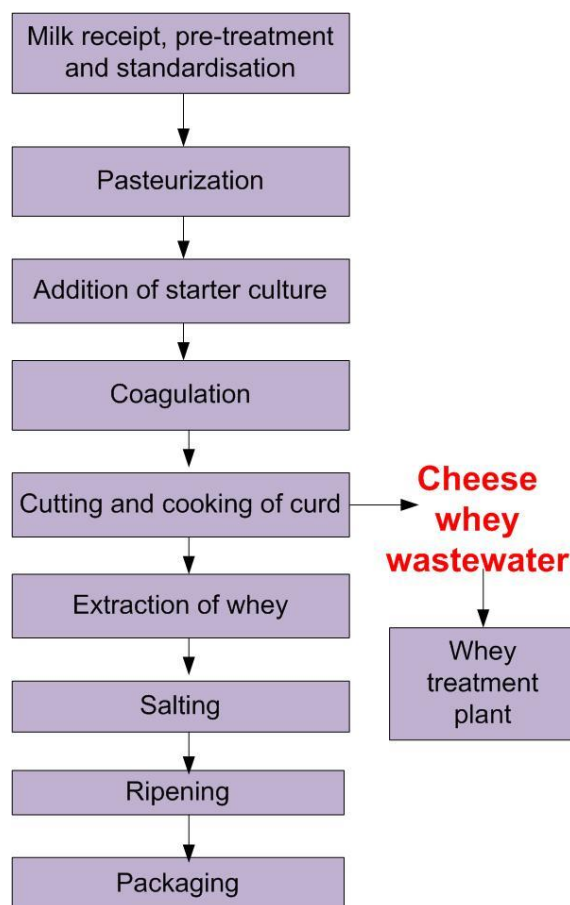 Milk receipt, pre-treatment
and standardisation
Pasteurization
Addition of starter culture
Coagulation
Cutting and cooking of curd
Cheese
whey
wastewater
Extraction of whey
Whey
treatment
plant
Salting
Ripening
Packaging